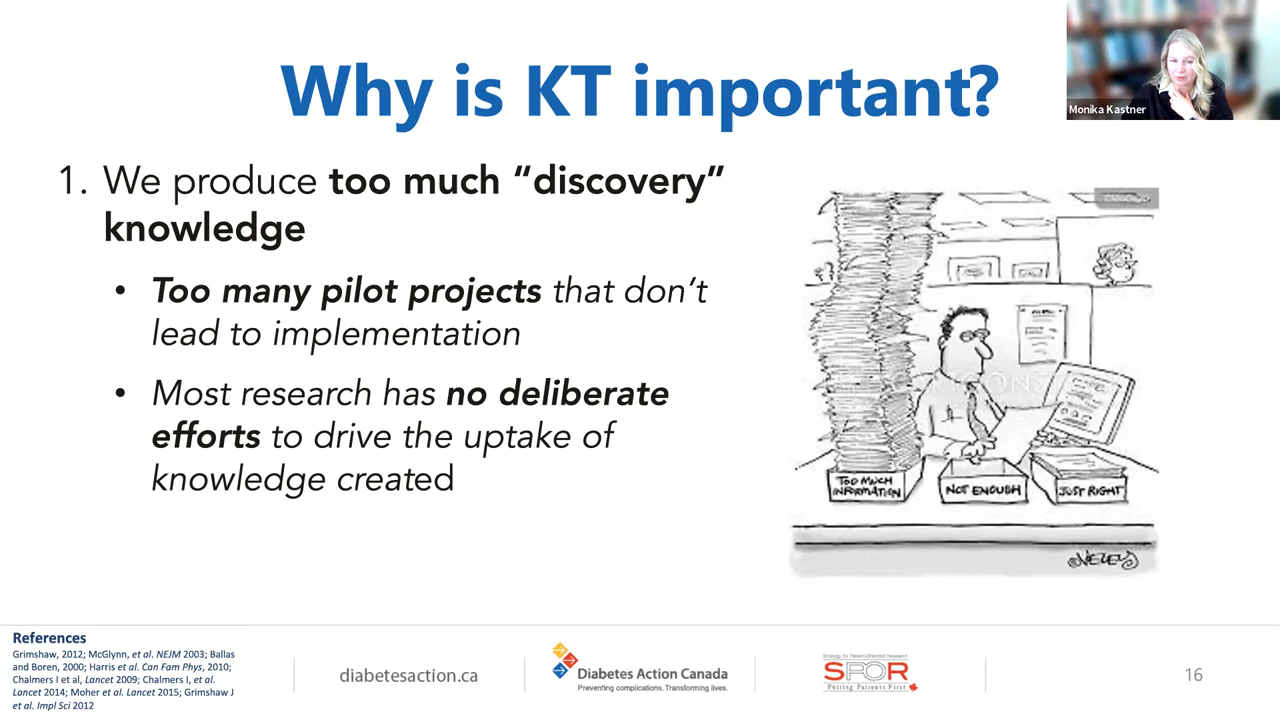 Why is KT important?
Monika Kastner
1. We produce too much “discovery”
knowledge
• Too many pilot projects that don’t
lead to implementation
• Most research has no deliberate
efforts to drive the uptake of
knowledge created
TOO MUCH
INFORMATION
NOT ENOUGH
JUST RIGHT
References
Grimshaw, 2012; McGlynn, et al. NEJM 2003; Ballas
and Boren, 2000; Harris et al. Can Fam Phys, 2010;
Chalmers I et al, Lancet 2009; Chalmers I, et al.
Lancet 2014; Moher et al. Lancet 2015; Grimshaw J
et al. Impl Sci 2012
diabetesaction.ca
Diabetes Action Canada
Preventing complications. Transforming lives.
Strategy for Patient-Oriented Research
SPOR
Putting Patients First
16